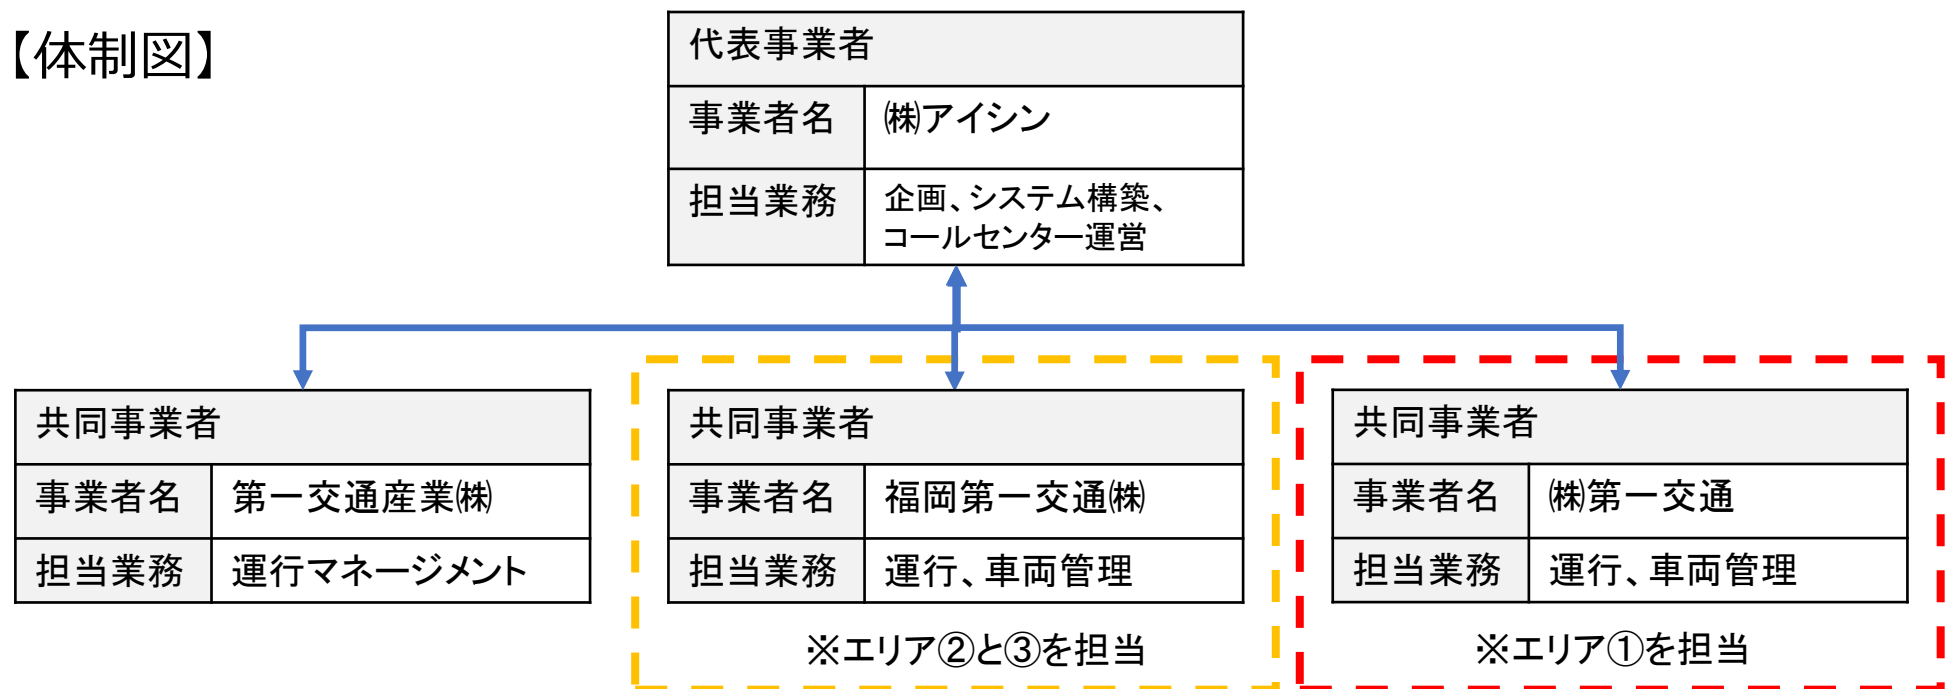 【体制図】
代表事業者
事業者名 ㈱アイシン
担当業務 企画、システム構築、
コールセンター運営
共同事業者
事業者名 第一交通産業㈱
担当業務 運行マネージメント
共同事業者
事業者名 福岡第一交通㈱
担当業務 運行、車両管理
※エリア②と③を担当
共同事業者
事業者名 ㈱第一交通
担当業務 運行、車両管理
※エリア①を担当